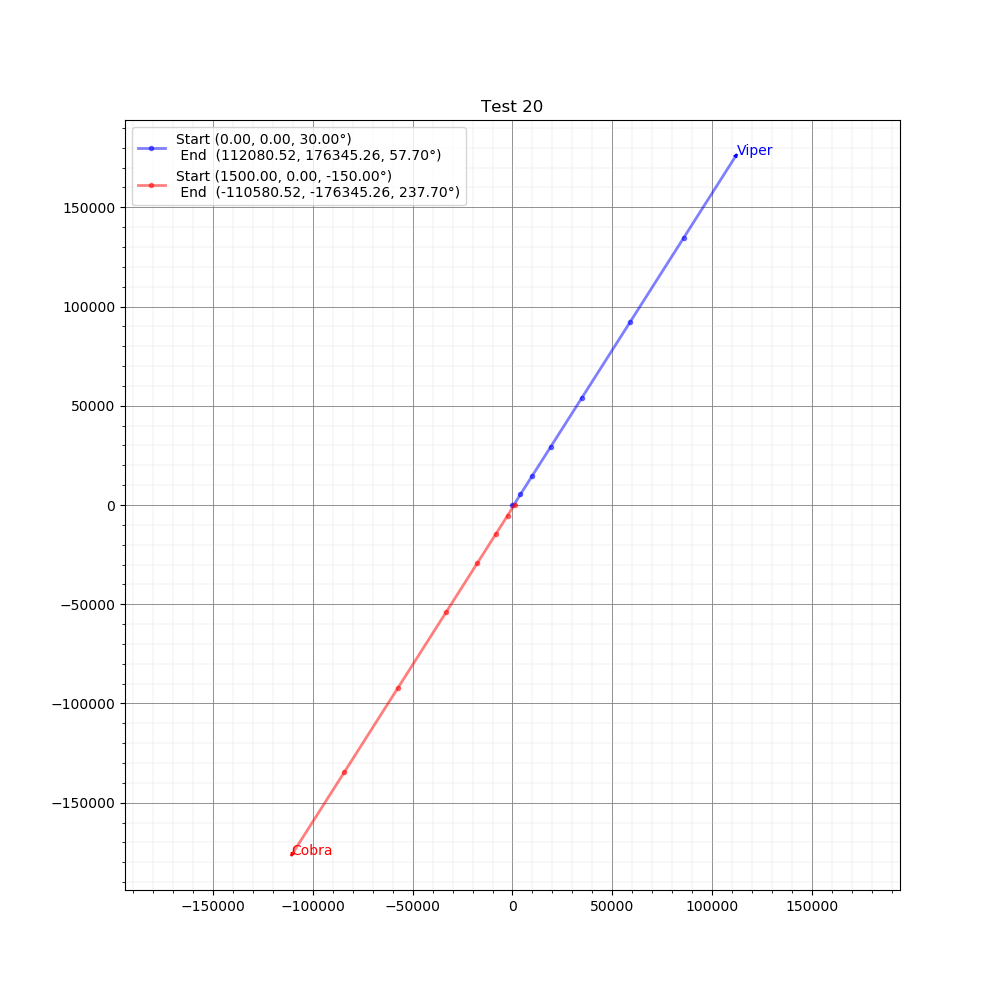 Test 20
Start (0.00, 0.00, 30.00°)
End (112080.52, 176345.26, 57.70°)
Start (1500.00, 0.00, -150.00°)
End (-110580.52, -176345.26, 237.70°)
Viper
150000
100000
50000
0
−50000
−100000
−150000
Cobra
−150000
−100000
−50000
0
50000
100000
150000